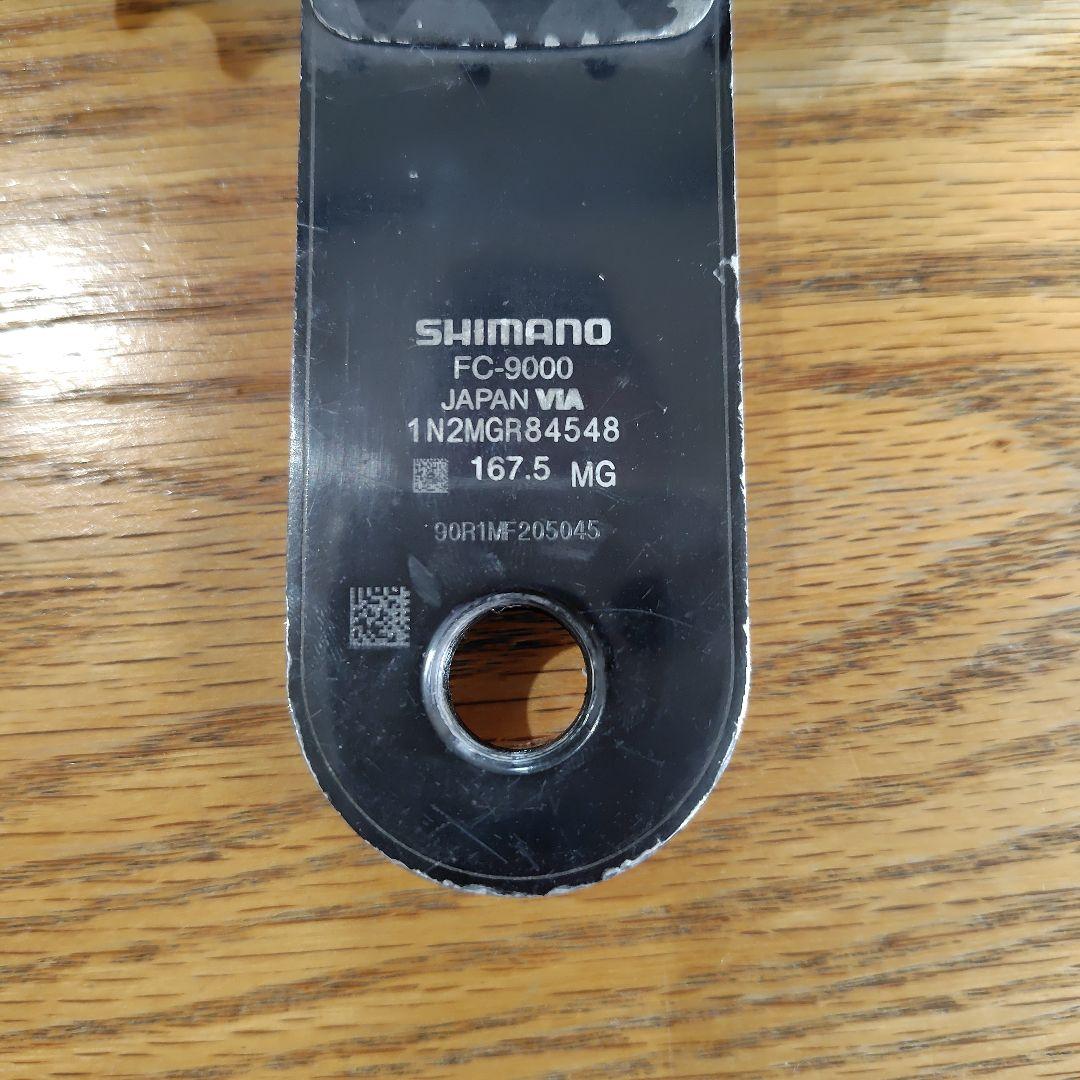 SHIMANO
FC-9000
JAPAN VIA
1N2MGR84548
167.5 MG
90R1MF205045